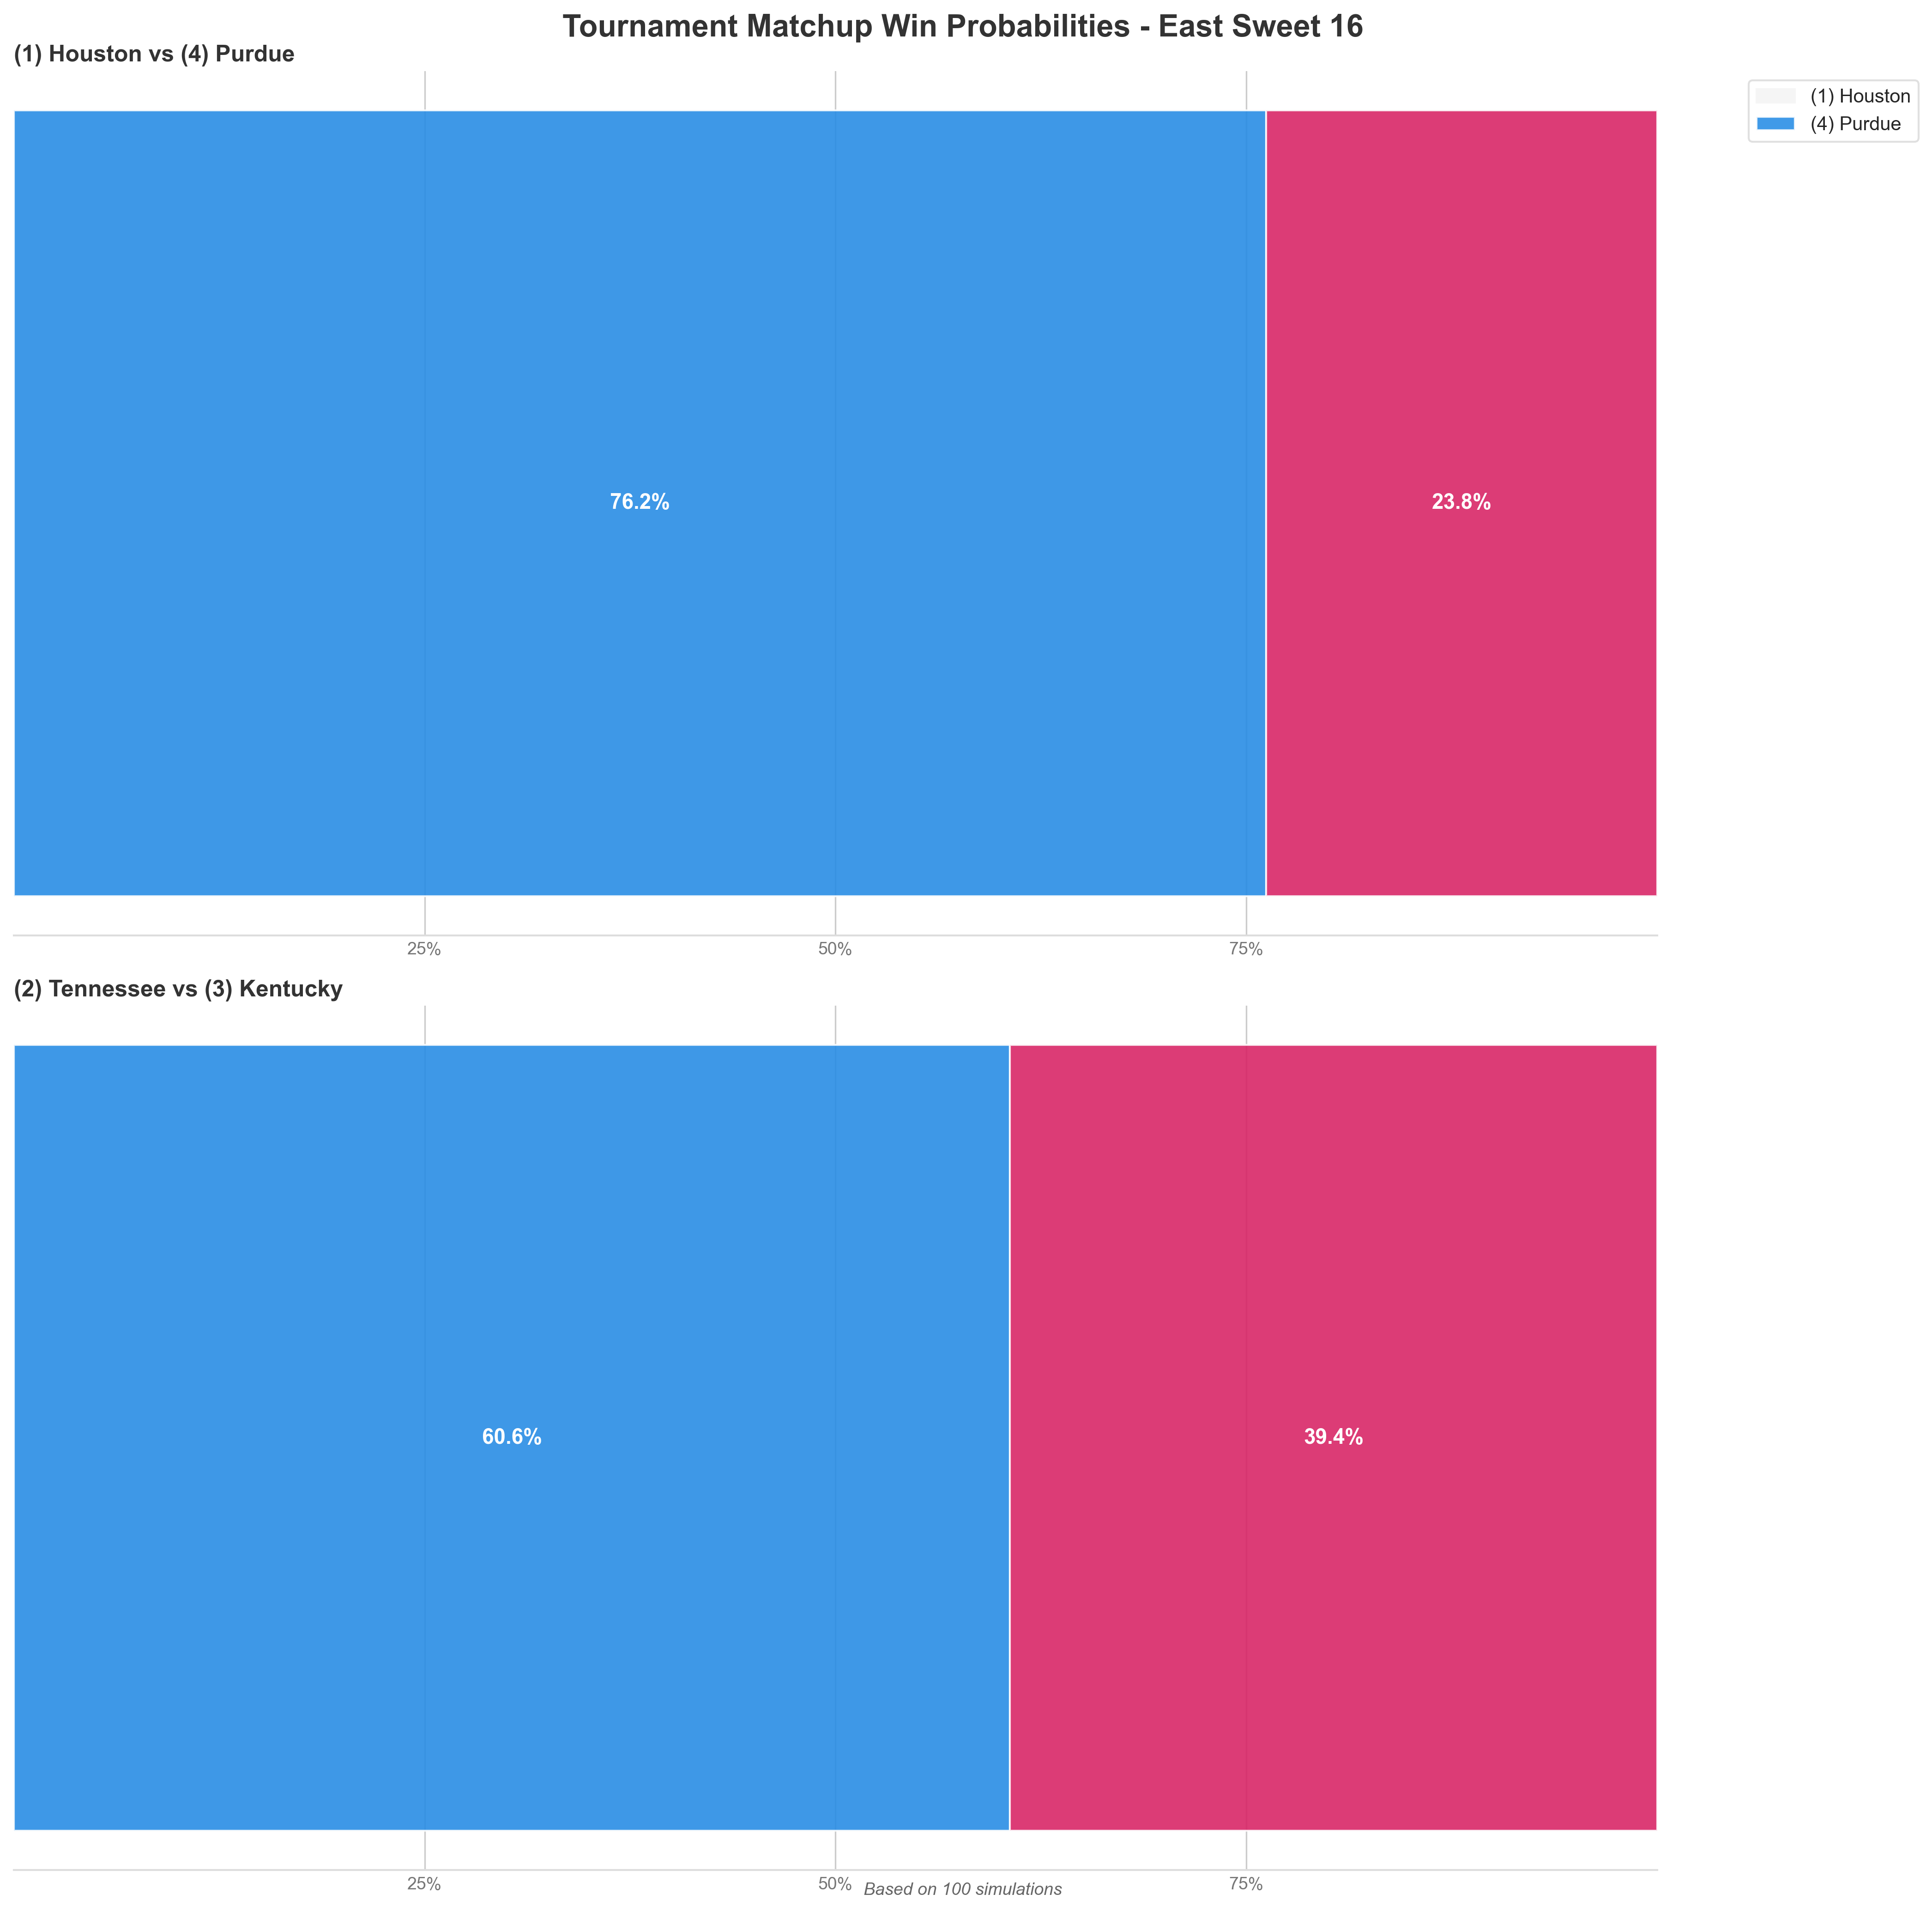 Tournament Matchup Win Probabilities - East Sweet 16
(1) Houston vs (4) Purdue
(1) Houston
(4) Purdue
76.2% 23.8%
25% 50% 75%
(2) Tennessee vs (3) Kentucky
60.6% 39.4%
25% 50% 75%
Based on 100 simulations